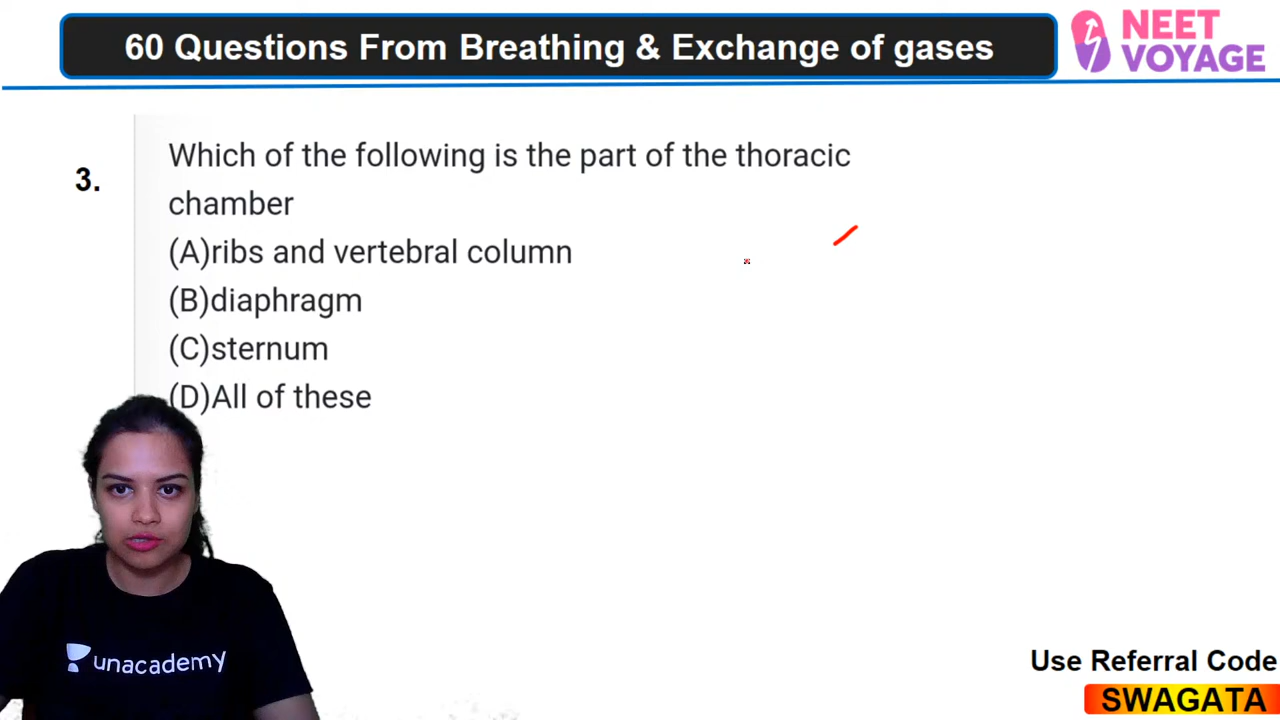 60 Questions From Breathing & Exchange of gases
NEET
VOYAGE
3.
Which of the following is the part of the thoracic
chamber
(A)ribs and vertebral column
(B)diaphragm
(C)sternum
(D)All of these
unacademy
Use Referral Code
SWAGATA